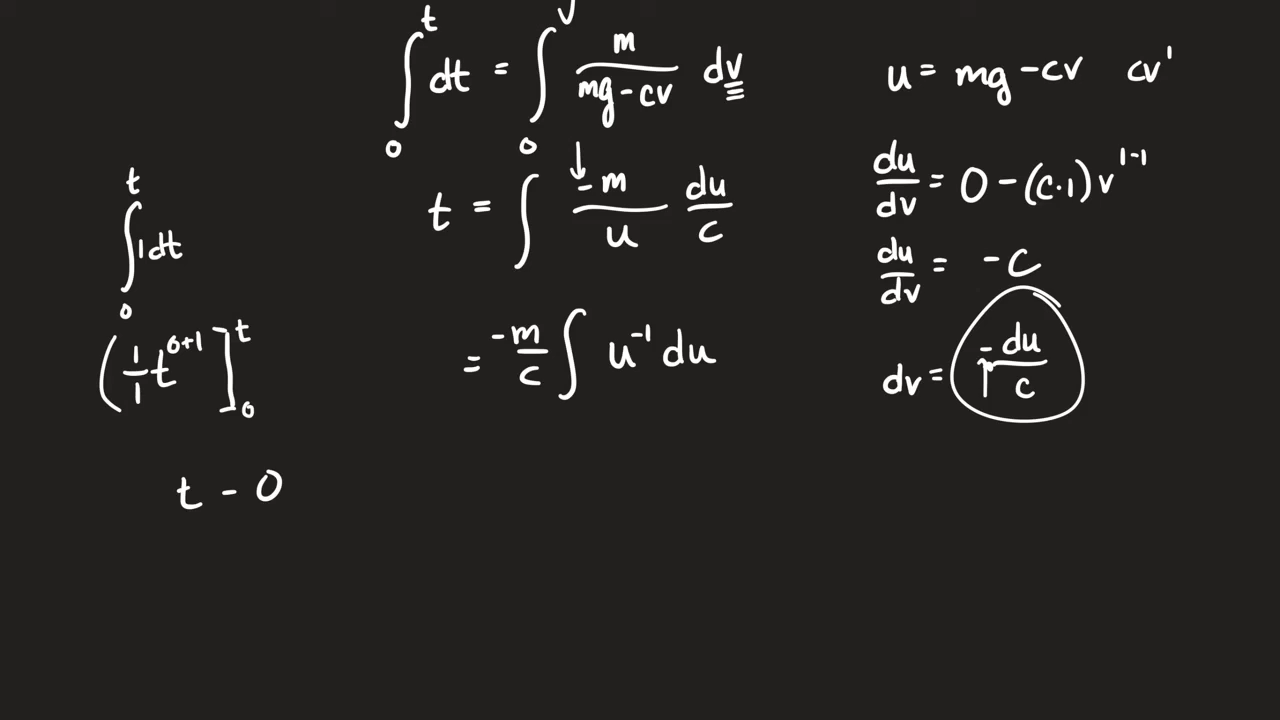 ∫₀ᵗ dt = ∫₀ᵛ m/(mg - cv) dv
t = ∫ -m/u du/c
= -m/c ∫ u⁻¹ du
u = mg - cv cv¹
du/dv = 0 - (c·1)v¹⁻¹
du/dv = -c
dv = -du/c
∫₀ᵗ 1dt
(1/1 t⁰⁺¹]₀ᵗ
t - 0